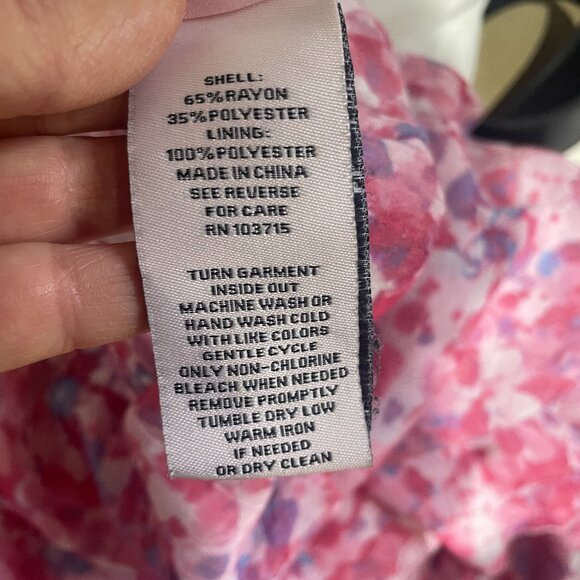 SHELL:
65% RAYON
35% POLYESTER
LINING:
100% POLYESTER
MADE IN CHINA
SEE REVERSE
FOR CARE
RN 103715
TURN GARMENT
INSIDE OUT
MACHINE WASH OR
HAND WASH COLD
WITH LIKE COLORS
GENTLE CYCLE
ONLY NON-CHLORINE
BLEACH WHEN NEEDED
REMOVE PROMPTLY
TUMBLE DRY LOW
WARM IRON
IF NEEDED
OR DRY CLEAN